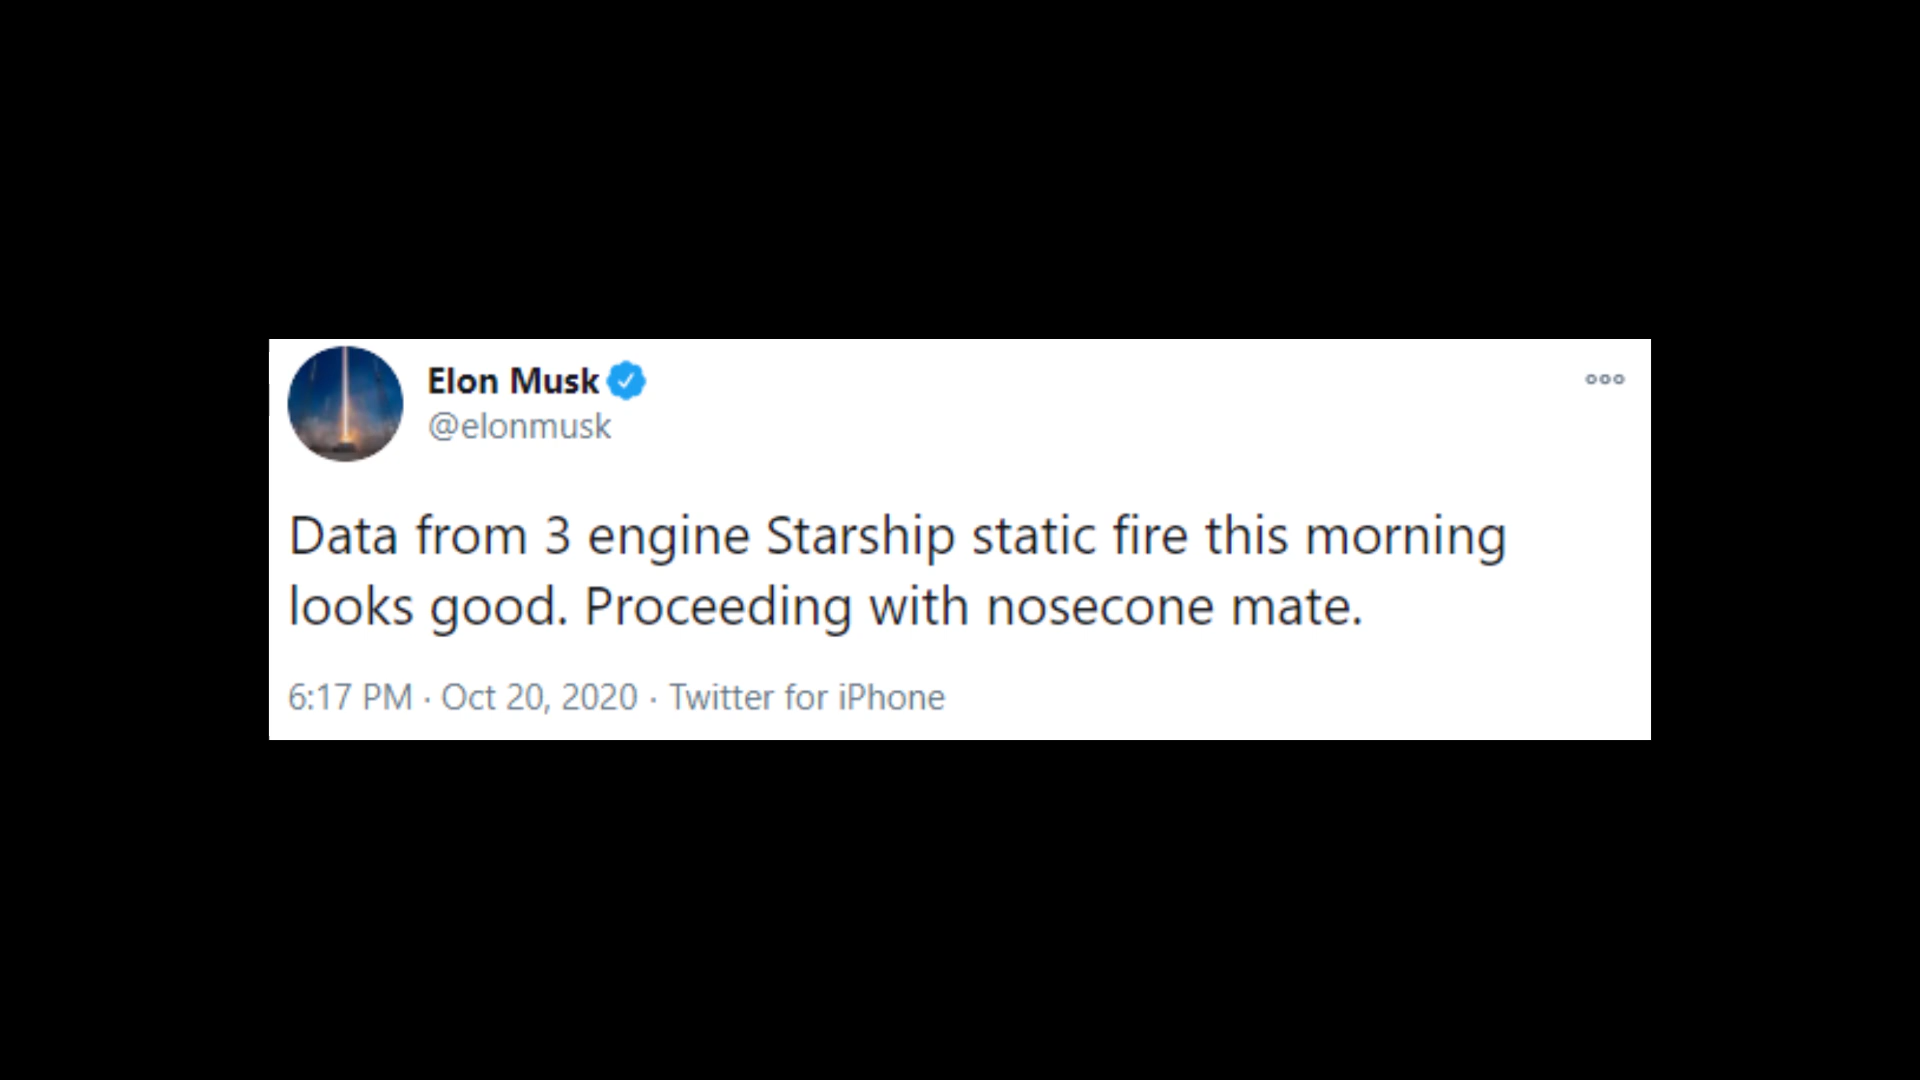 Elon Musk
@elonmusk
Data from 3 engine Starship static fire this morning
looks good. Proceeding with nosecone mate.
6:17 PM · Oct 20, 2020 · Twitter for iPhone